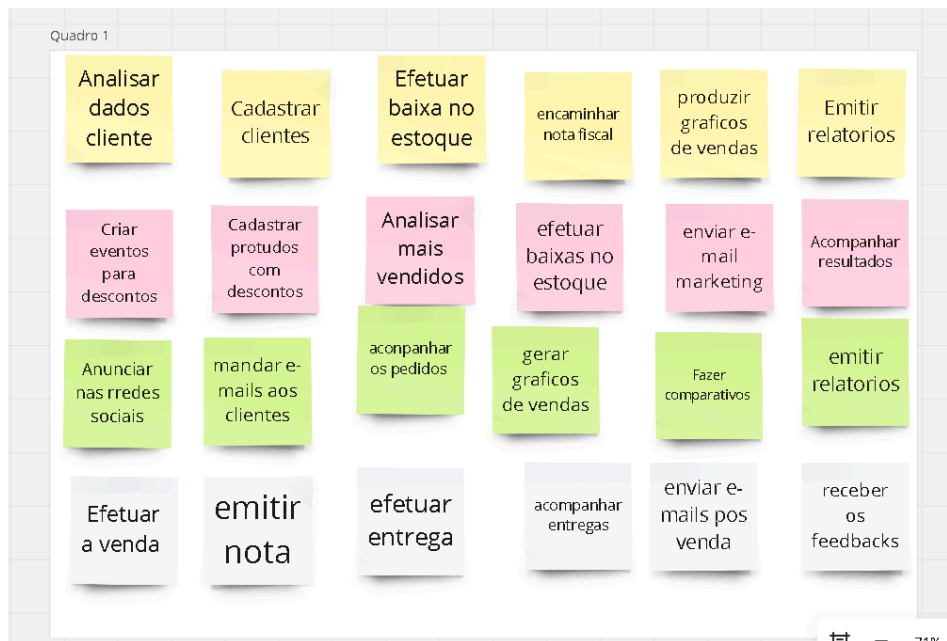 Quadro 1
Analisar
dados
cliente
Cadastrar
clientes
Efetuar
baixa no
estoque
encaminhar
nota fiscal
produzir
graficos
de vendas
Emitir
relatorios
Criar
eventos
para
descontos
Cadastrar
protudos
com
descontos
Analisar
mais
vendidos
efetuar
baixas no
estoque
enviar e-
mail
marketing
Acompanhar
resultados
Anunciar
nas rredes
sociais
mandar e-
mails aos
clientes
aconpanhar
os pedidos
gerar
graficos
de vendas
Fazer
comparativos
emitir
relatorios
Efetuar
a venda
emitir
nota
efetuar
entrega
acompanhar
entregas
enviar e-
mails pos
venda
receber
os
feedbacks
71%